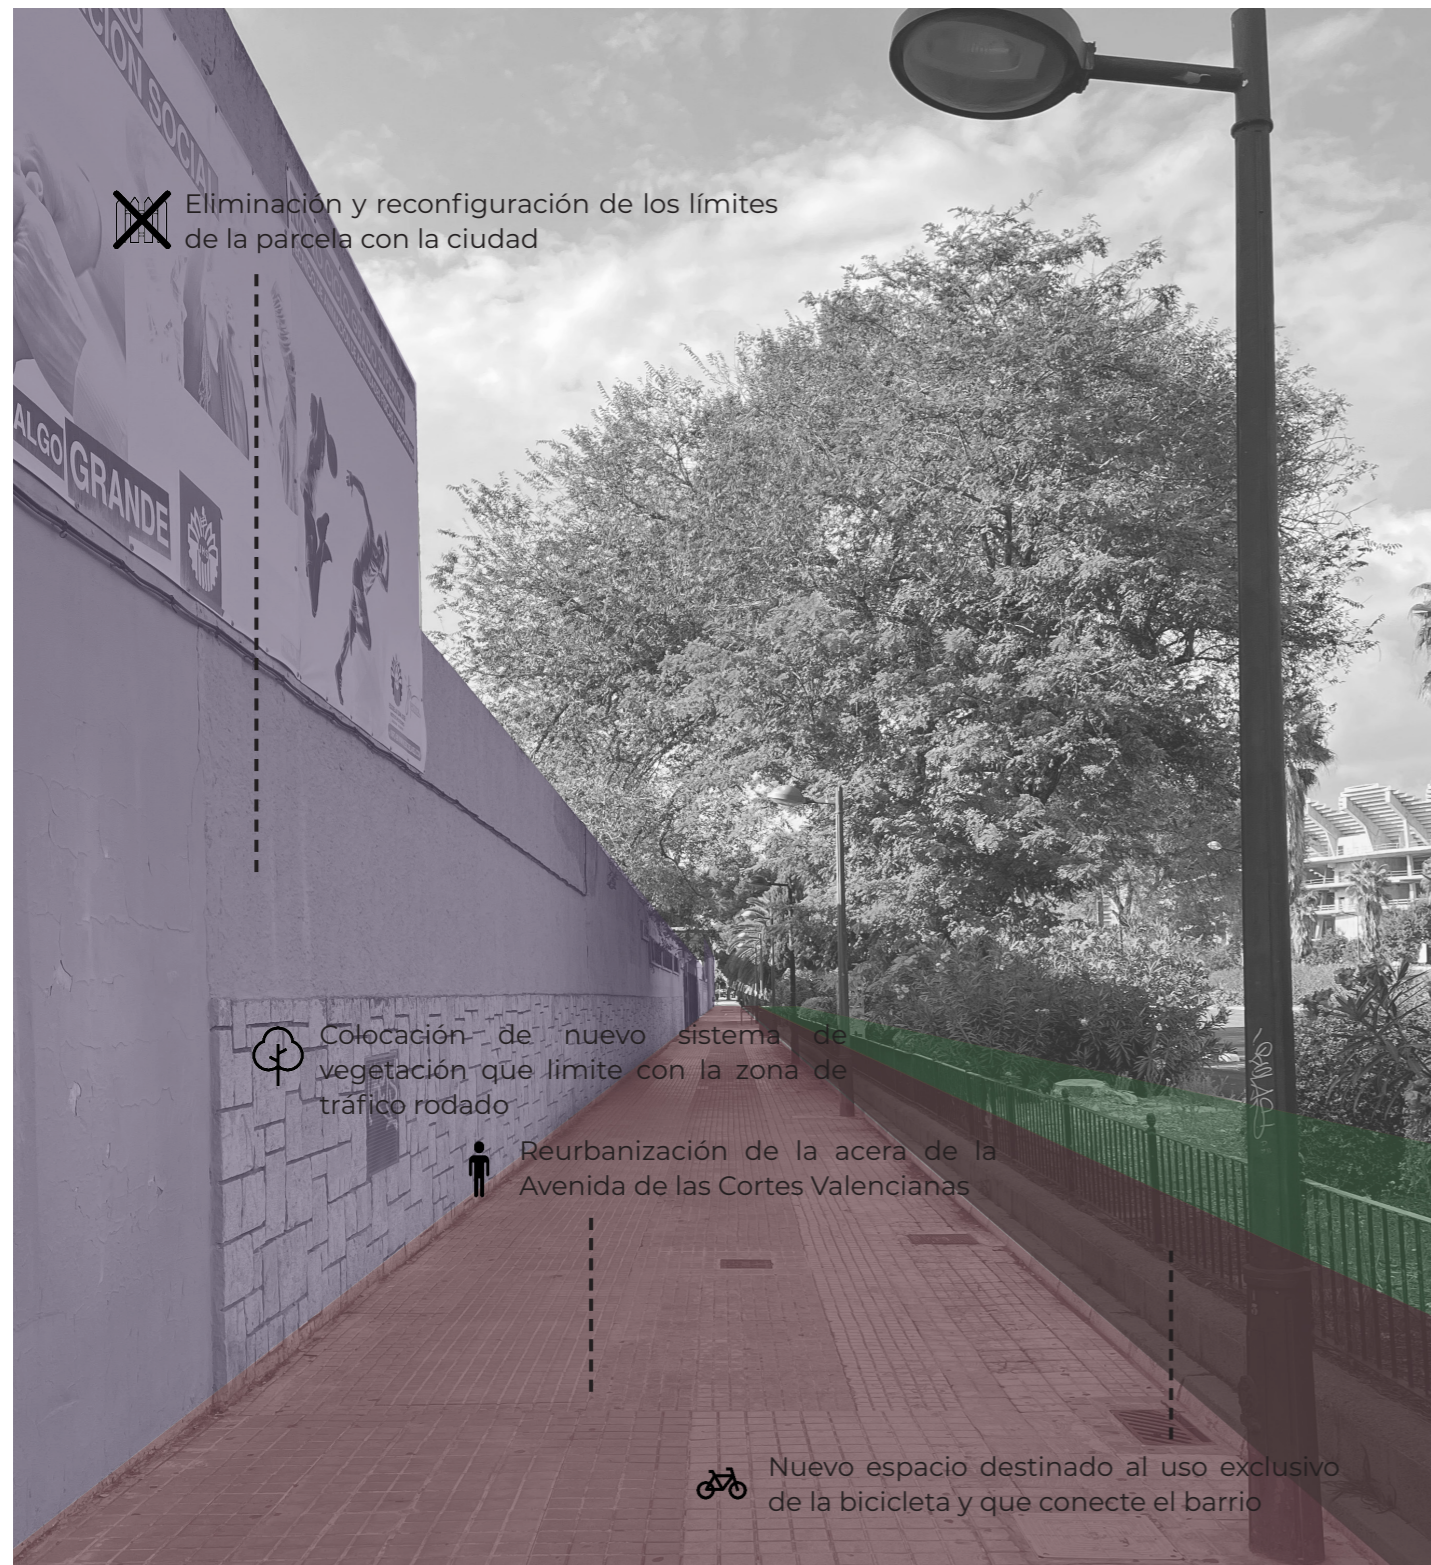 CIÓN SOCIAL
Eliminación y reconfiguración de los límites
de la parcela con la ciudad
ALGO
GRANDE
Colocación de nuevo sistema de
vegetación que limite con la zona de
tráfico rodado
Reurbanización de la acera de la
Avenida de las Cortes Valencianas
Nuevo espacio destinado al uso exclusivo
de la bicicleta y que conecte el barrio